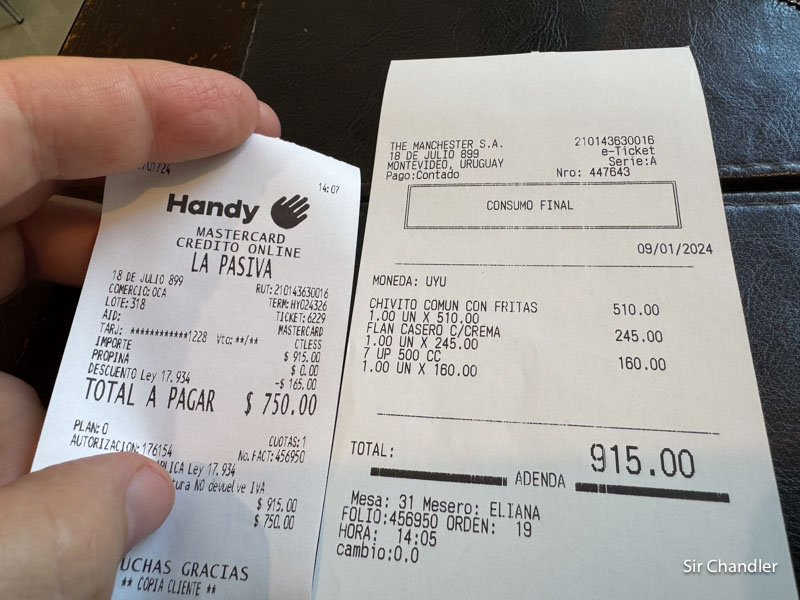 /01/24
14:07
Handy
MASTERCARD
CREDITO ONLINE
LA PASIVA
18 DE JULIO 899 RUT:210143630016
COMERCIO:OCA TERM:HY024326
LOTE:318 TICKET:6229
AID: MASTERCARD
TARJ: ************1228 Vto:**/** CTLESS
IMPORTE $ 915.00
PROPINA $ 0.00
DESCUENTO Ley 17.934 -$ 165.00
TOTAL A PAGAR $ 750.00
PLAN:0 CUOTAS:1
AUTORIZACION:176154 No.FACT:456950
PLICA Ley 17.934
tura NO devuelve IVA
$ 915.00
$ 750.00
UCHAS GRACIAS
** COPIA CLIENTE **
THE MANCHESTER S.A. 210143630016
18 DE JULIO 899 e-Ticket
MONTEVIDEO, URUGUAY Serie:A
Pago:Contado Nro: 447643
CONSUMO FINAL
09/01/2024
MONEDA: UYU
CHIVITO COMUN CON FRITAS 510.00
1.00 UN X 510.00
FLAN CASERO C/CREMA 245.00
1.00 UN X 245.00
7 UP 500 CC 160.00
1.00 UN X 160.00
TOTAL: 915.00
ADENDA
Mesa: 31 Mesero: ELIANA
FOLIO:456950 ORDEN: 19
HORA: 14:05
cambio:0.0
Sir Chandler